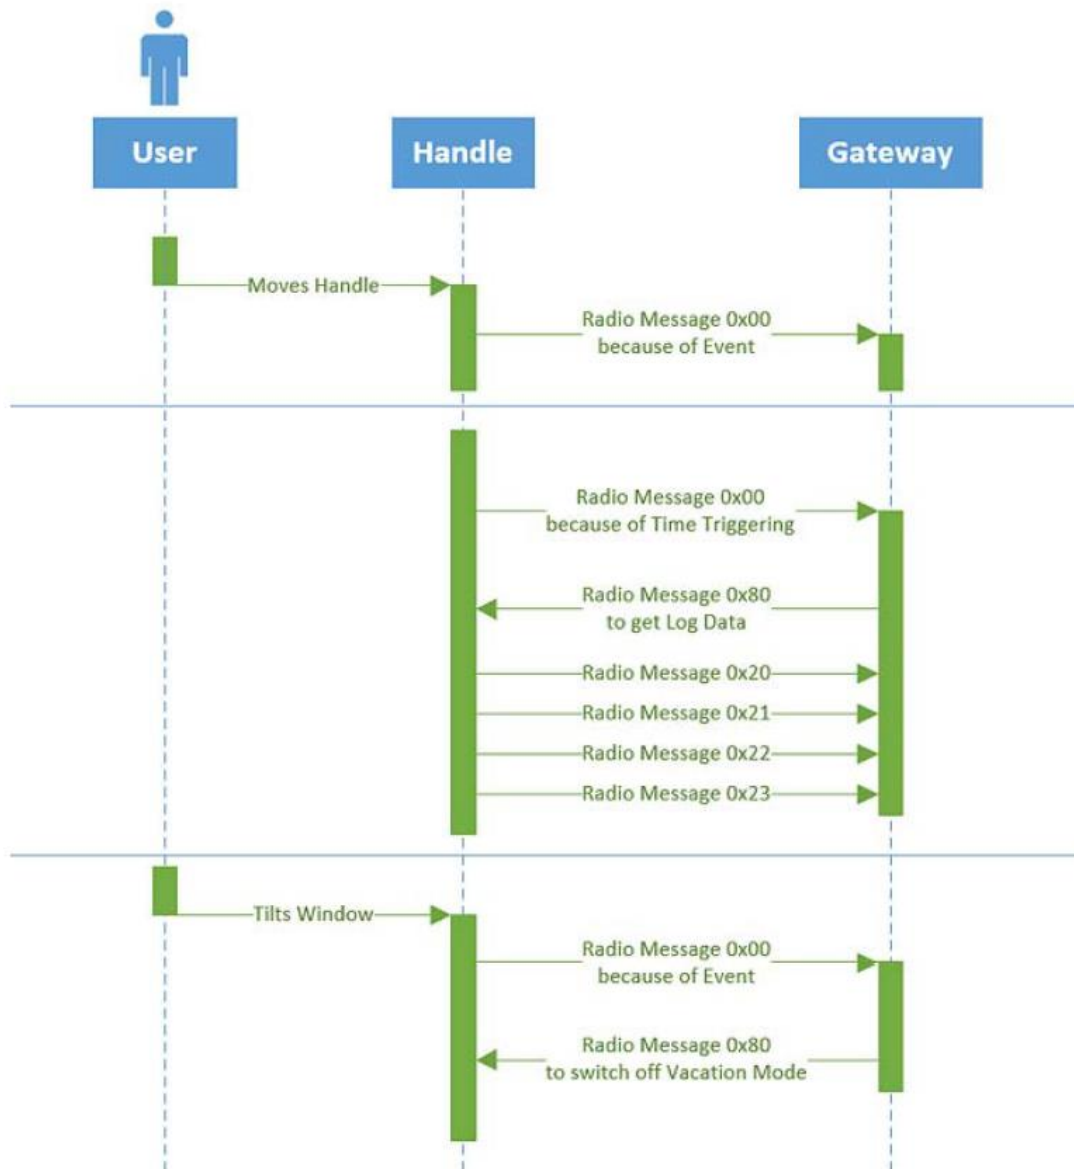 User
Handle
Gateway
Moves Handle
Radio Message 0x00
because of Event
Radio Message 0x00
because of Time Triggering
Radio Message 0x80
to get Log Data
Radio Message 0x20
Radio Message 0x21
Radio Message 0x22
Radio Message 0x23
Tilts Window
Radio Message 0x00
because of Event
Radio Message 0x80
to switch off Vacation Mode